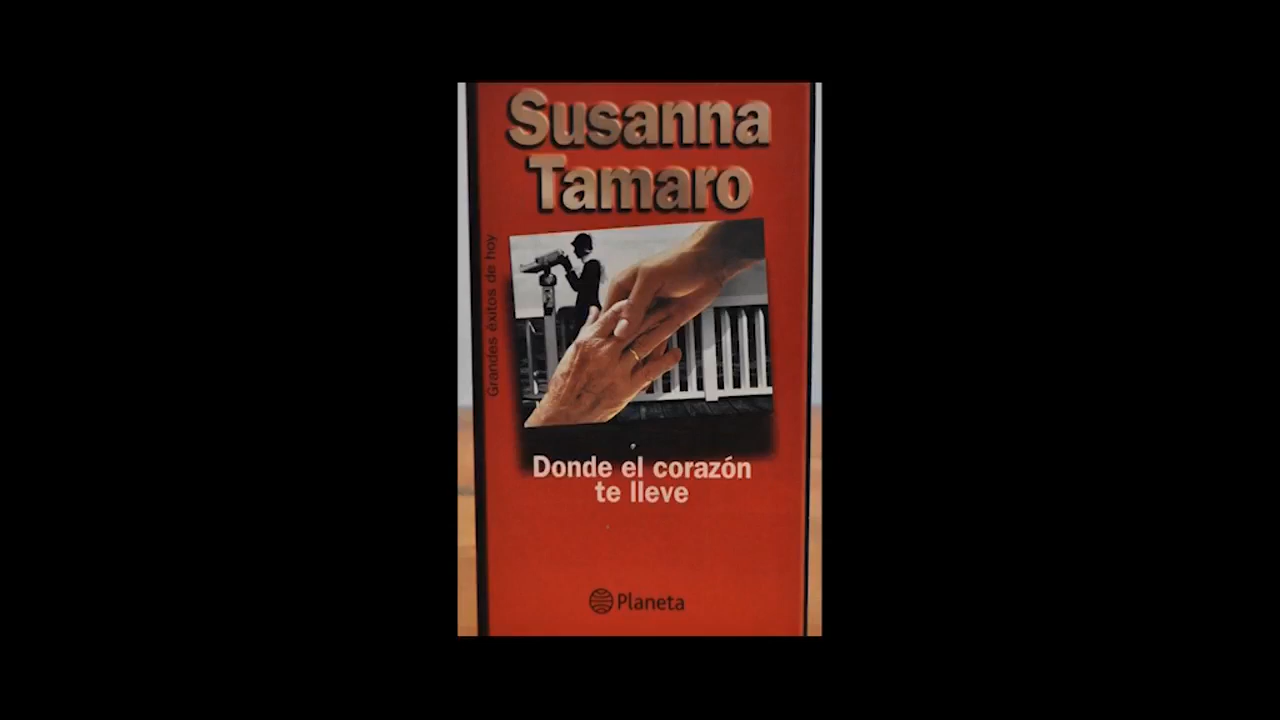 Susanna
Tamaro
Grandes éxitos de hoy
Donde el corazón
te lleve
Planeta